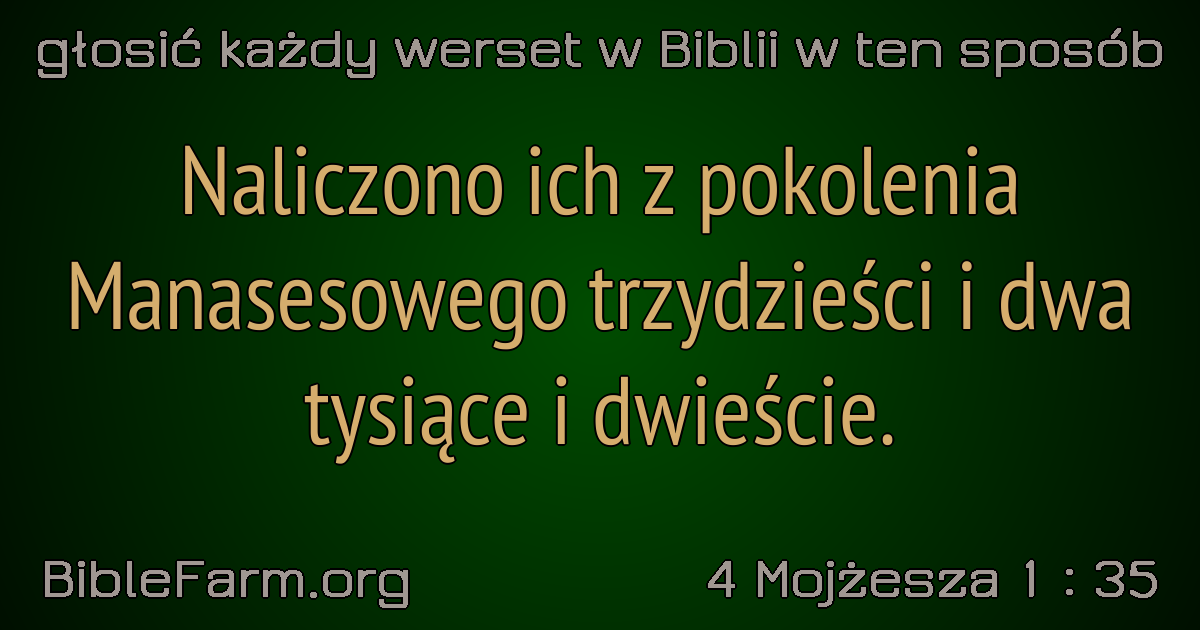 głosić każdy werset w Biblii w ten sposób
Naliczono ich z pokolenia
Manasesowego trzydzieści i dwa
tysiące i dwieście.
BibleFarm.org
4 Mojżesza 1 : 35